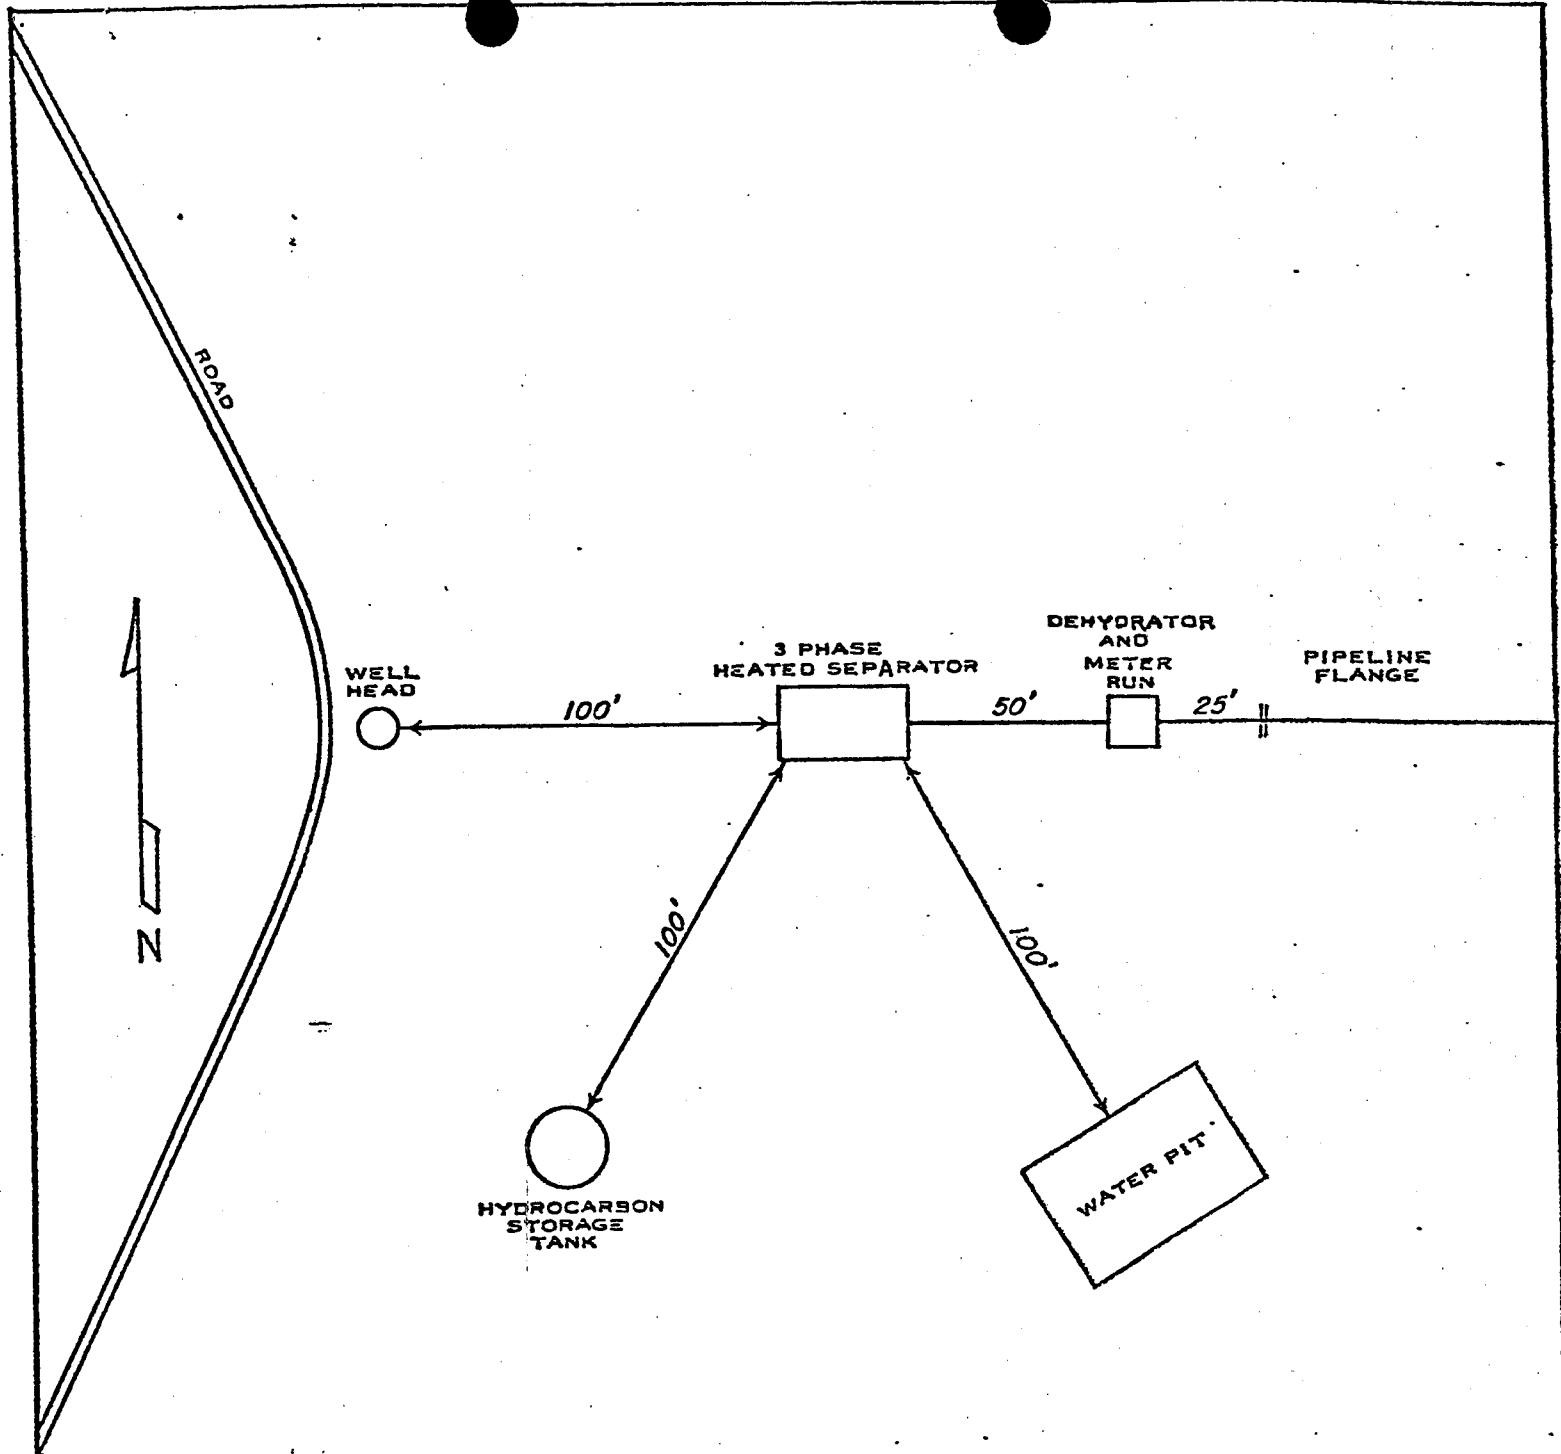 ROAD
DEHYDRATOR
AND
METER
RUN
3 PHASE
HEATED SEPARATOR
PIPELINE
FLANGE
WELL
HEAD
100'
50'
25'
100'
100'
N
WATER PIT
HYDROCARBON
STORAGE
TANK